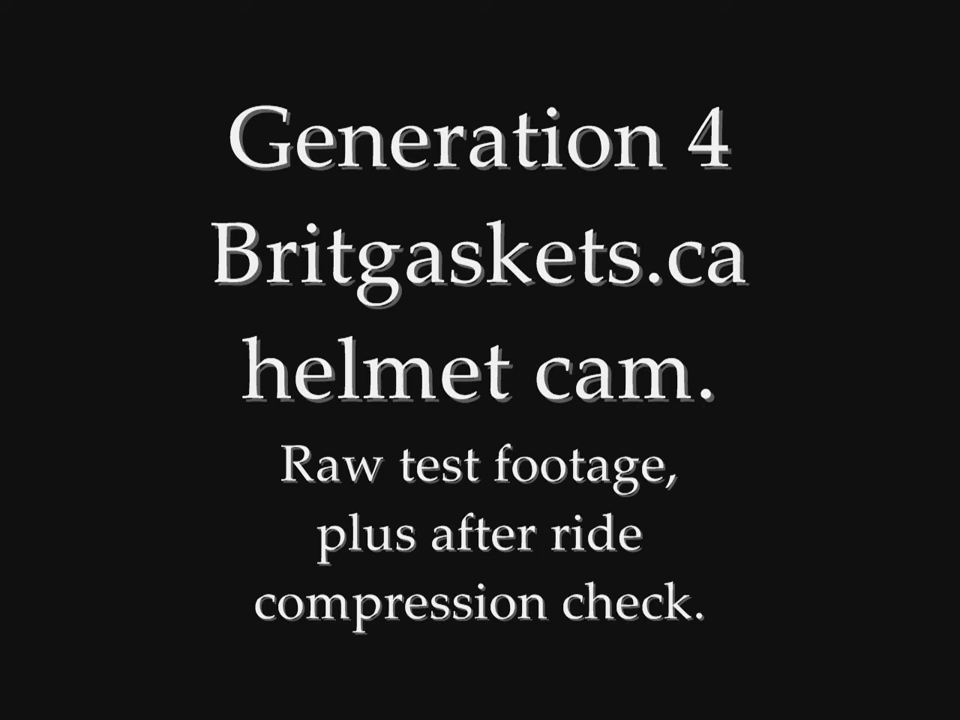 Generation 4
Britgaskets.ca
helmet cam.
Raw test footage,
plus after ride
compression check.